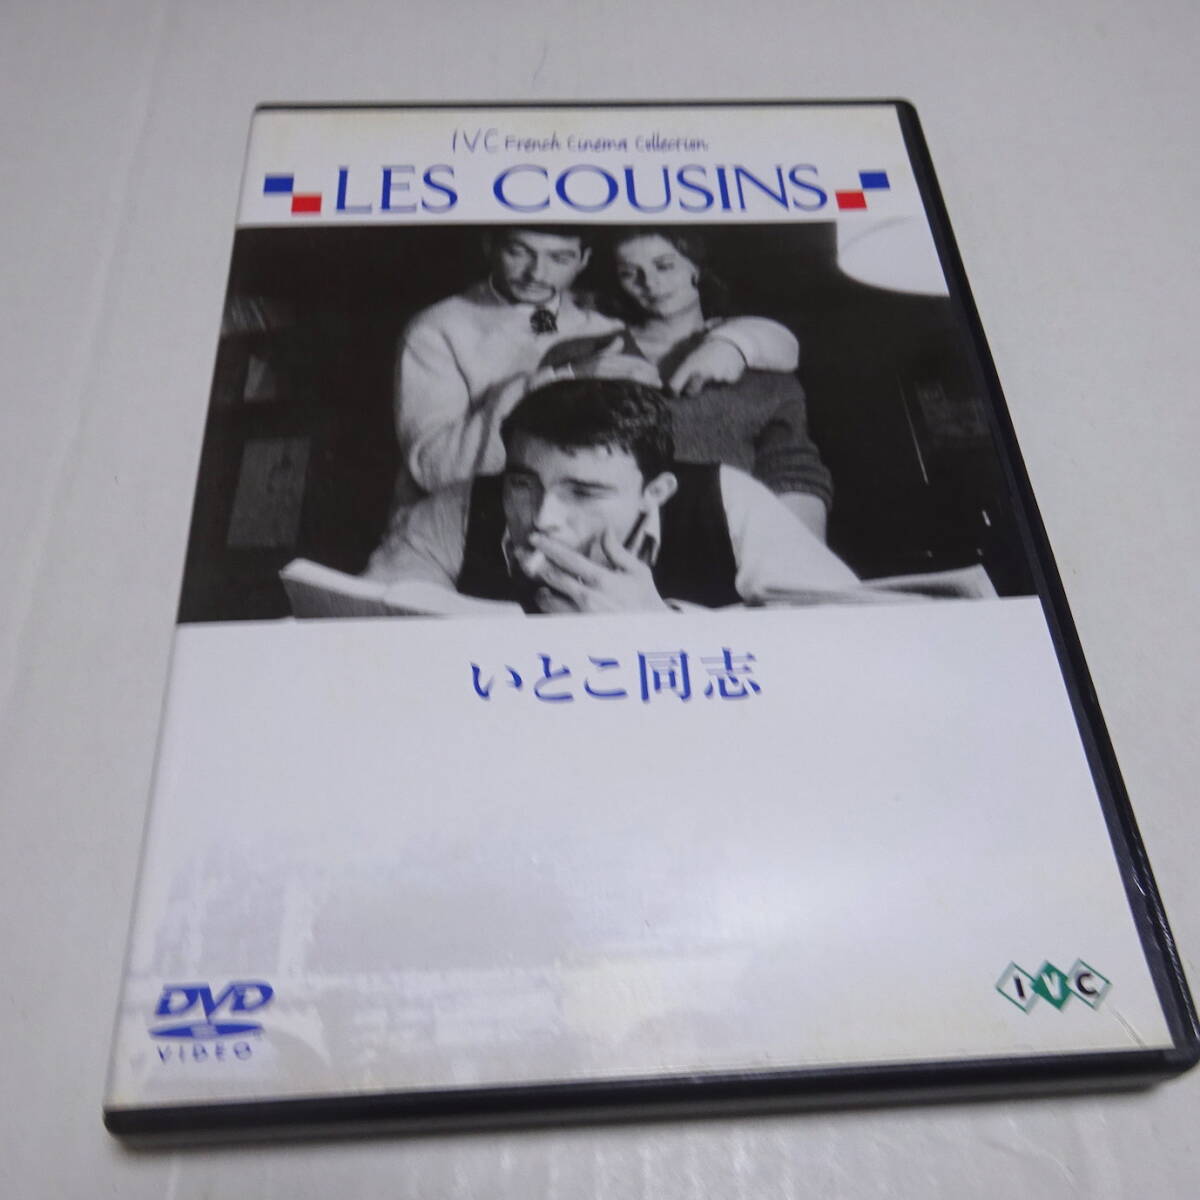 IVC French Cinema Collection
LES COUSINS
いとこ同志
DVD
VIDEO
IVC